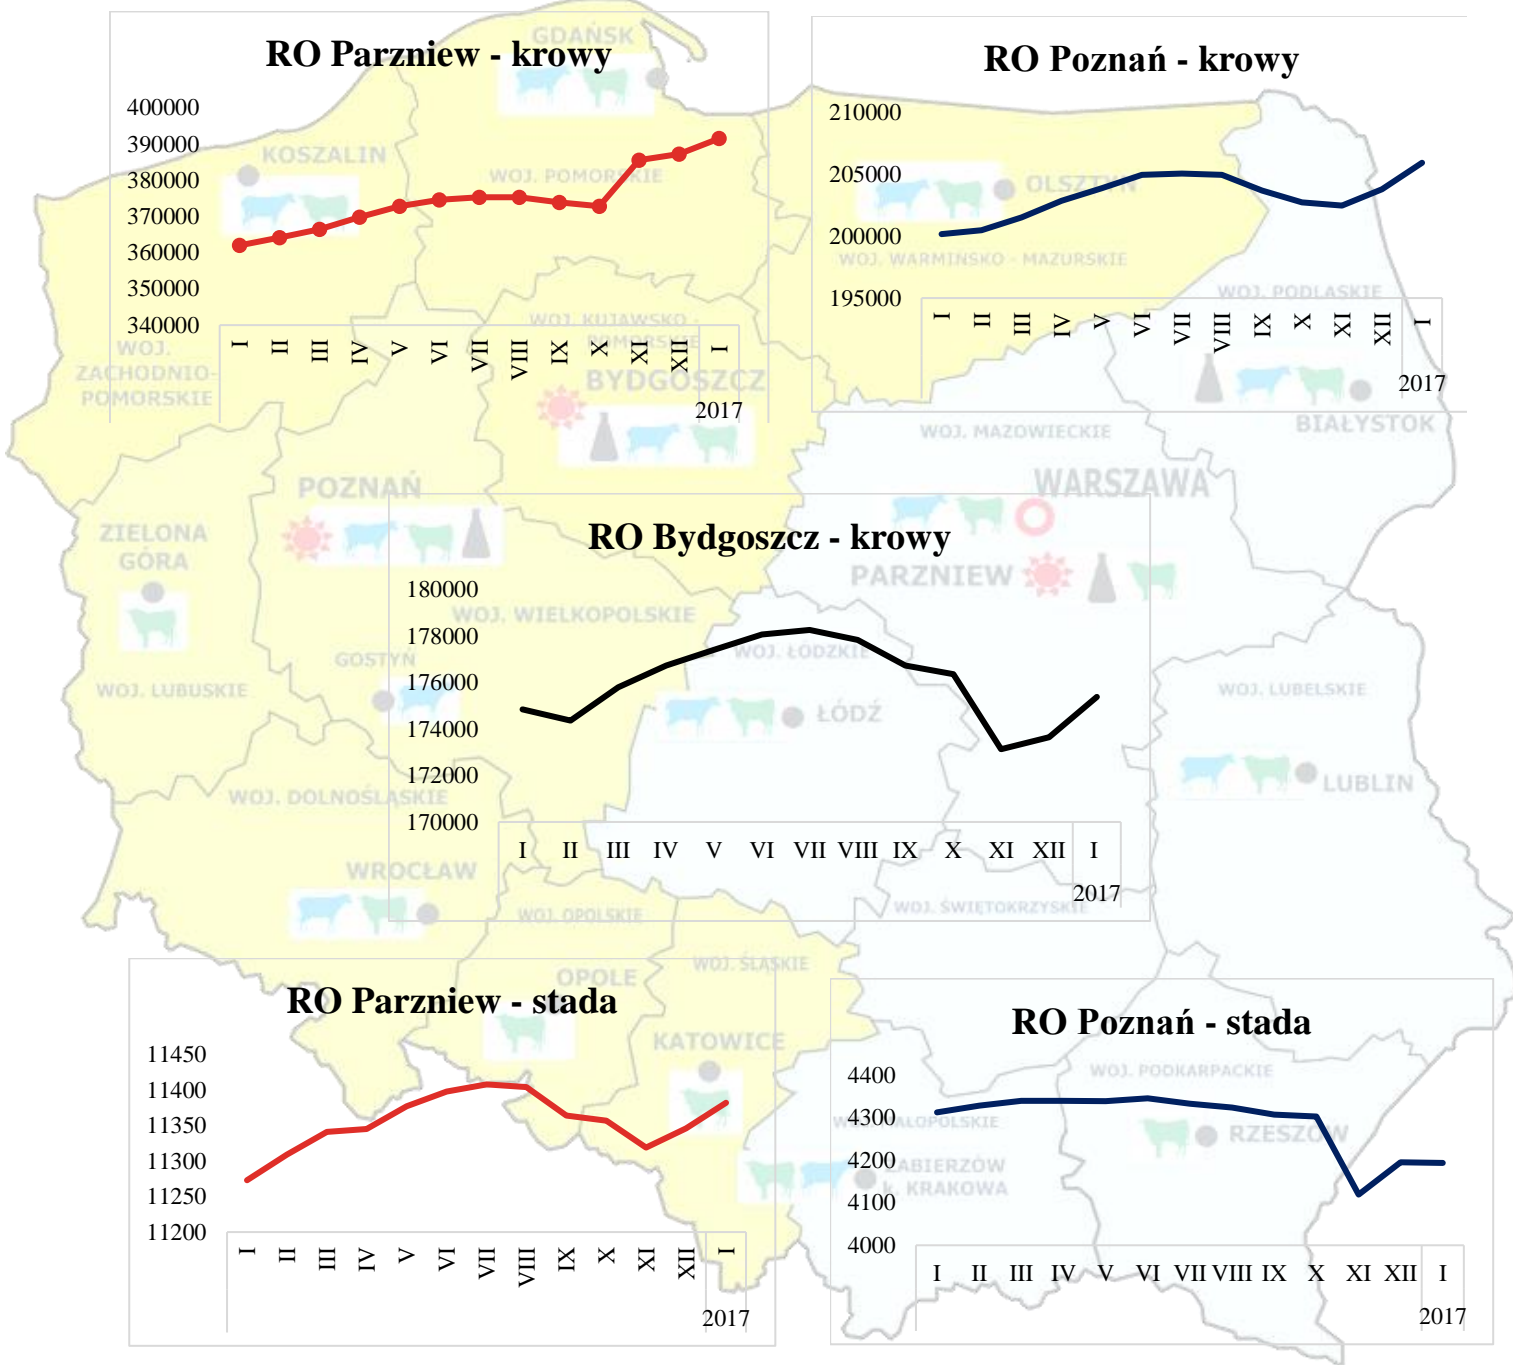 GDAŃSK
RO Parzniew - krowy
400000
390000
380000
370000
360000
350000
340000
I
II
III
IV
V
VI
VII
VIII
IX
X
XI
XII
I
2017
KOSZALIN
WOJ. POMORSKIE
WOJ. KUJAWSKO -
POMORSKIE
BYDGOSZCZ
WOJ.
ZACHODNIO-
POMORSKIE
RO Poznań - krowy
210000
205000
200000
195000
I
II
III
IV
V
VI
VII
VIII
IX
X
XI
XII
I
2017
OLSZTYN
WOJ. WARMIŃSKO - MAZURSKIE
WOJ. PODLASKIE
BIAŁYSTOK
WOJ. MAZOWIECKIE
WARSZAWA
PARZNIEW
POZNAŃ
ZIELONA
GÓRA
WOJ. LUBUSKIE
GOSTYŃ
WOJ. WIELKOPOLSKIE
RO Bydgoszcz - krowy
180000
178000
176000
174000
172000
170000
I
II
III
IV
V
VI
VII
VIII
IX
X
XI
XII
I
2017
WOJ. ŁÓDZKIE
ŁÓDŹ
WOJ. LUBELSKIE
LUBLIN
WOJ. DOLNOŚLĄSKIE
WROCŁAW
WOJ. OPOLSKIE
WOJ. ŚWIĘTOKRZYSKIE
OPOLE
WOJ. ŚLĄSKIE
KATOWICE
RO Parzniew - stada
11450
11400
11350
11300
11250
11200
I
II
III
IV
V
VI
VII
VIII
IX
X
XI
XII
I
2017
RO Poznań - stada
4400
4300
4200
4100
4000
I
II
III
IV
V
VI
VII
VIII
IX
X
XI
XII
I
2017
WOJ. PODKARPACKIE
RZESZÓW
ZABIERZÓW
k. KRAKOWA